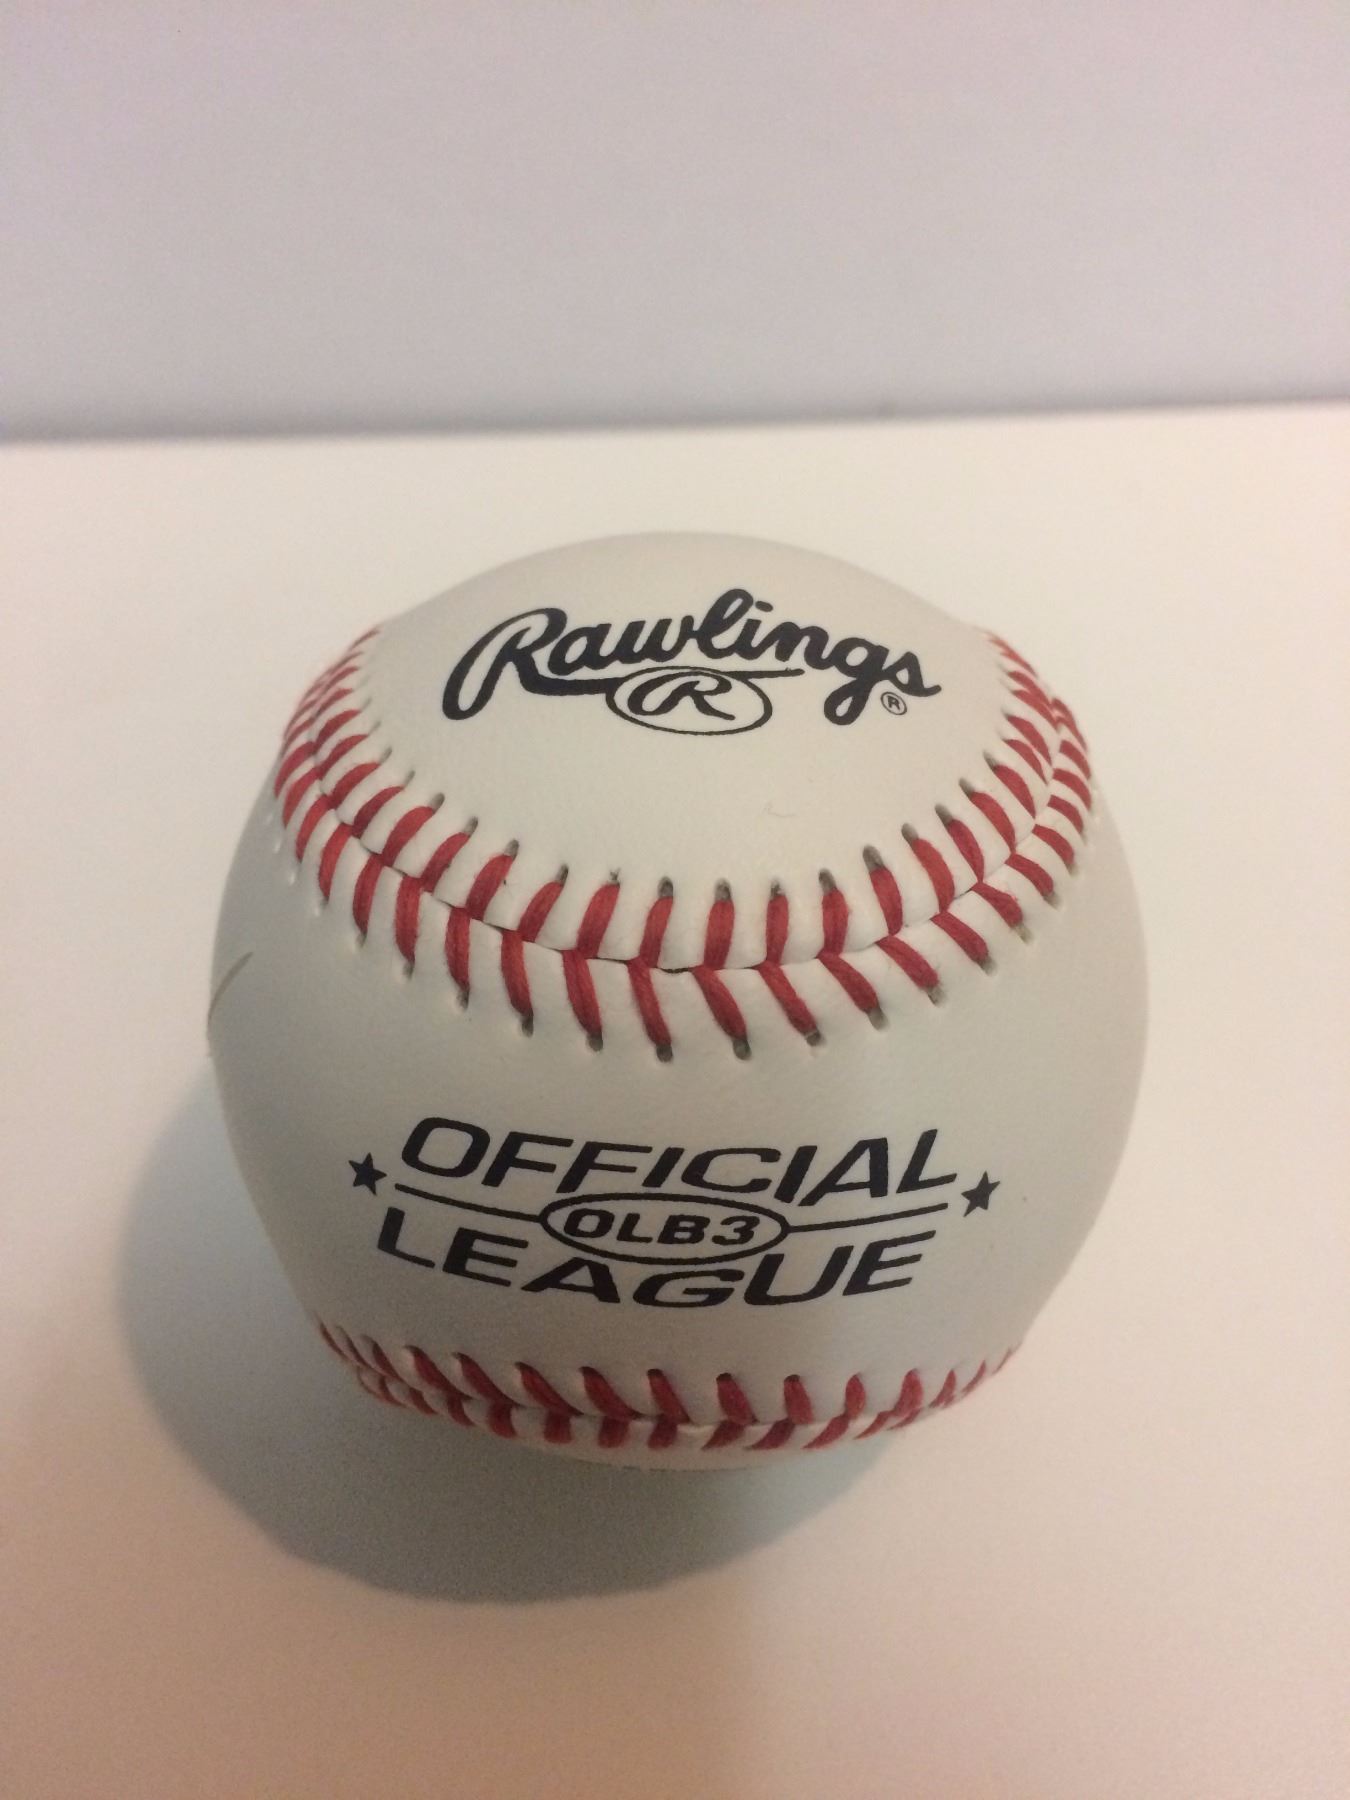 Rawlings
R ®
OFFICIAL
OLB3
LEAGUE